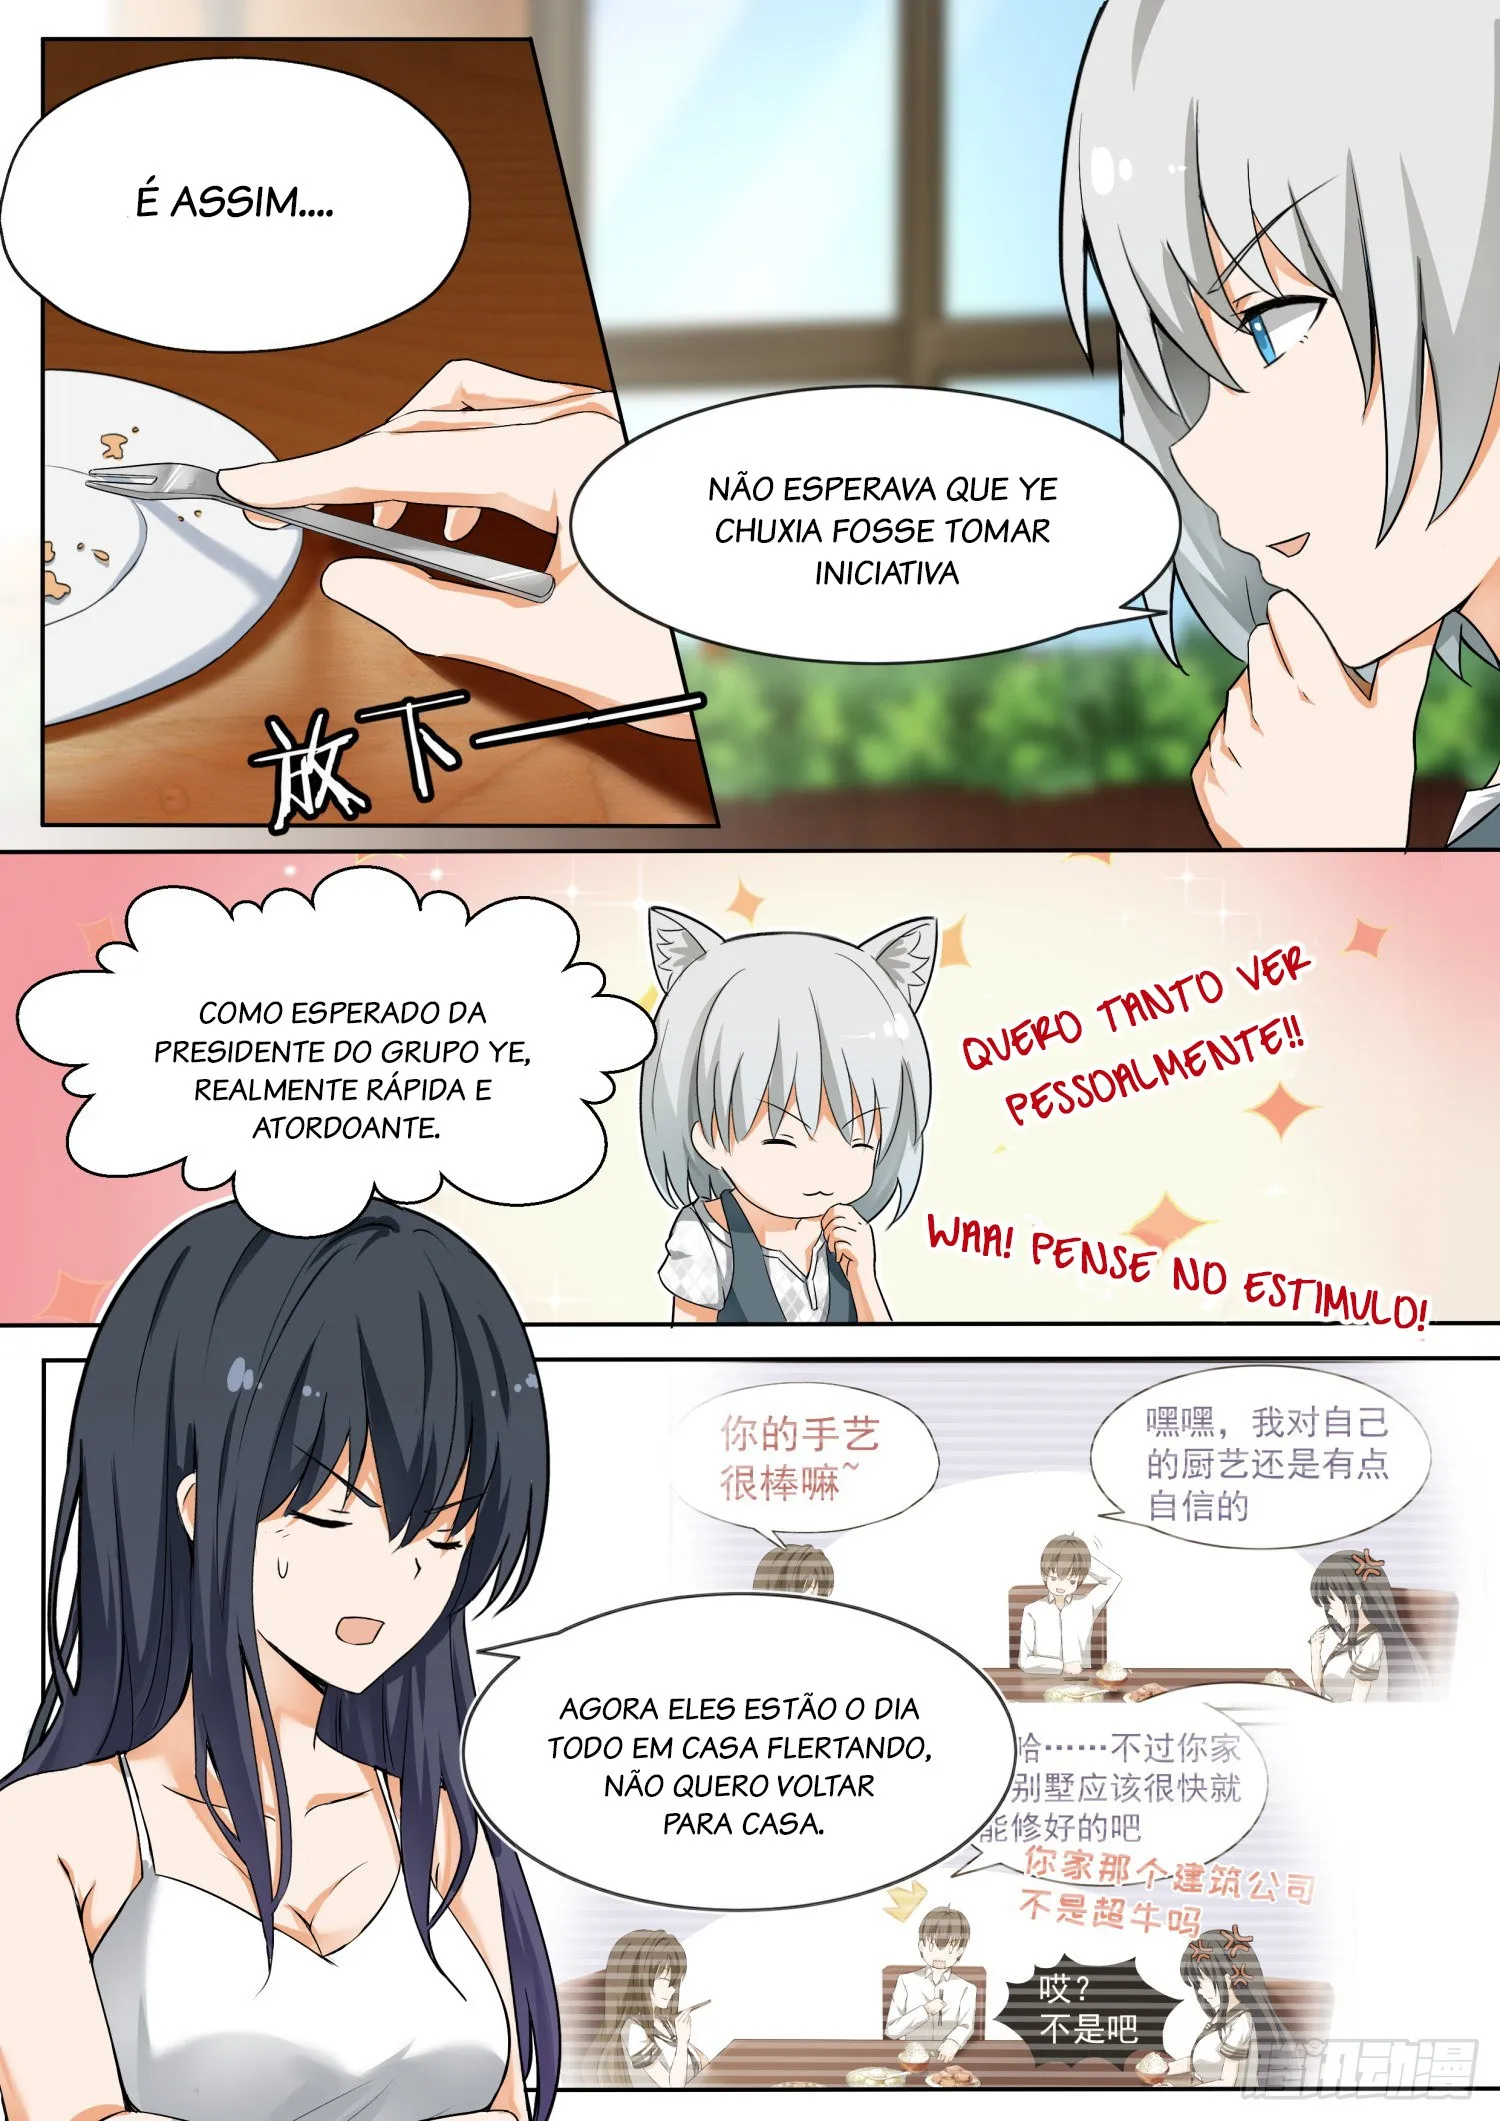 É ASSIM....
NÃO ESPERAVA QUE YE
CHUXIA FOSSE TOMAR
INICIATIVA
放下一
COMO ESPERADO DA
PRESIDENTE DO GRUPO YE,
REALMENTE RÁPIDA E
ATORDOANTE.
QUERO TANTO VER
PESSOALMENTE!!
WAA! PENSE NO ESTIMULO!
你的手艺
很棒嘛~
嘿嘿，我对自己
的厨艺还是有点
自信的
AGORA ELES ESTÃO O DIA
TODO EM CASA FLERTANDO,
NÃO QUERO VOLTAR
PARA CASA.
哈……不过你家
别墅应该很快就
能修好的吧
你家那个建筑公司
不是超牛吗
哎？
不是吧
腾讯动漫